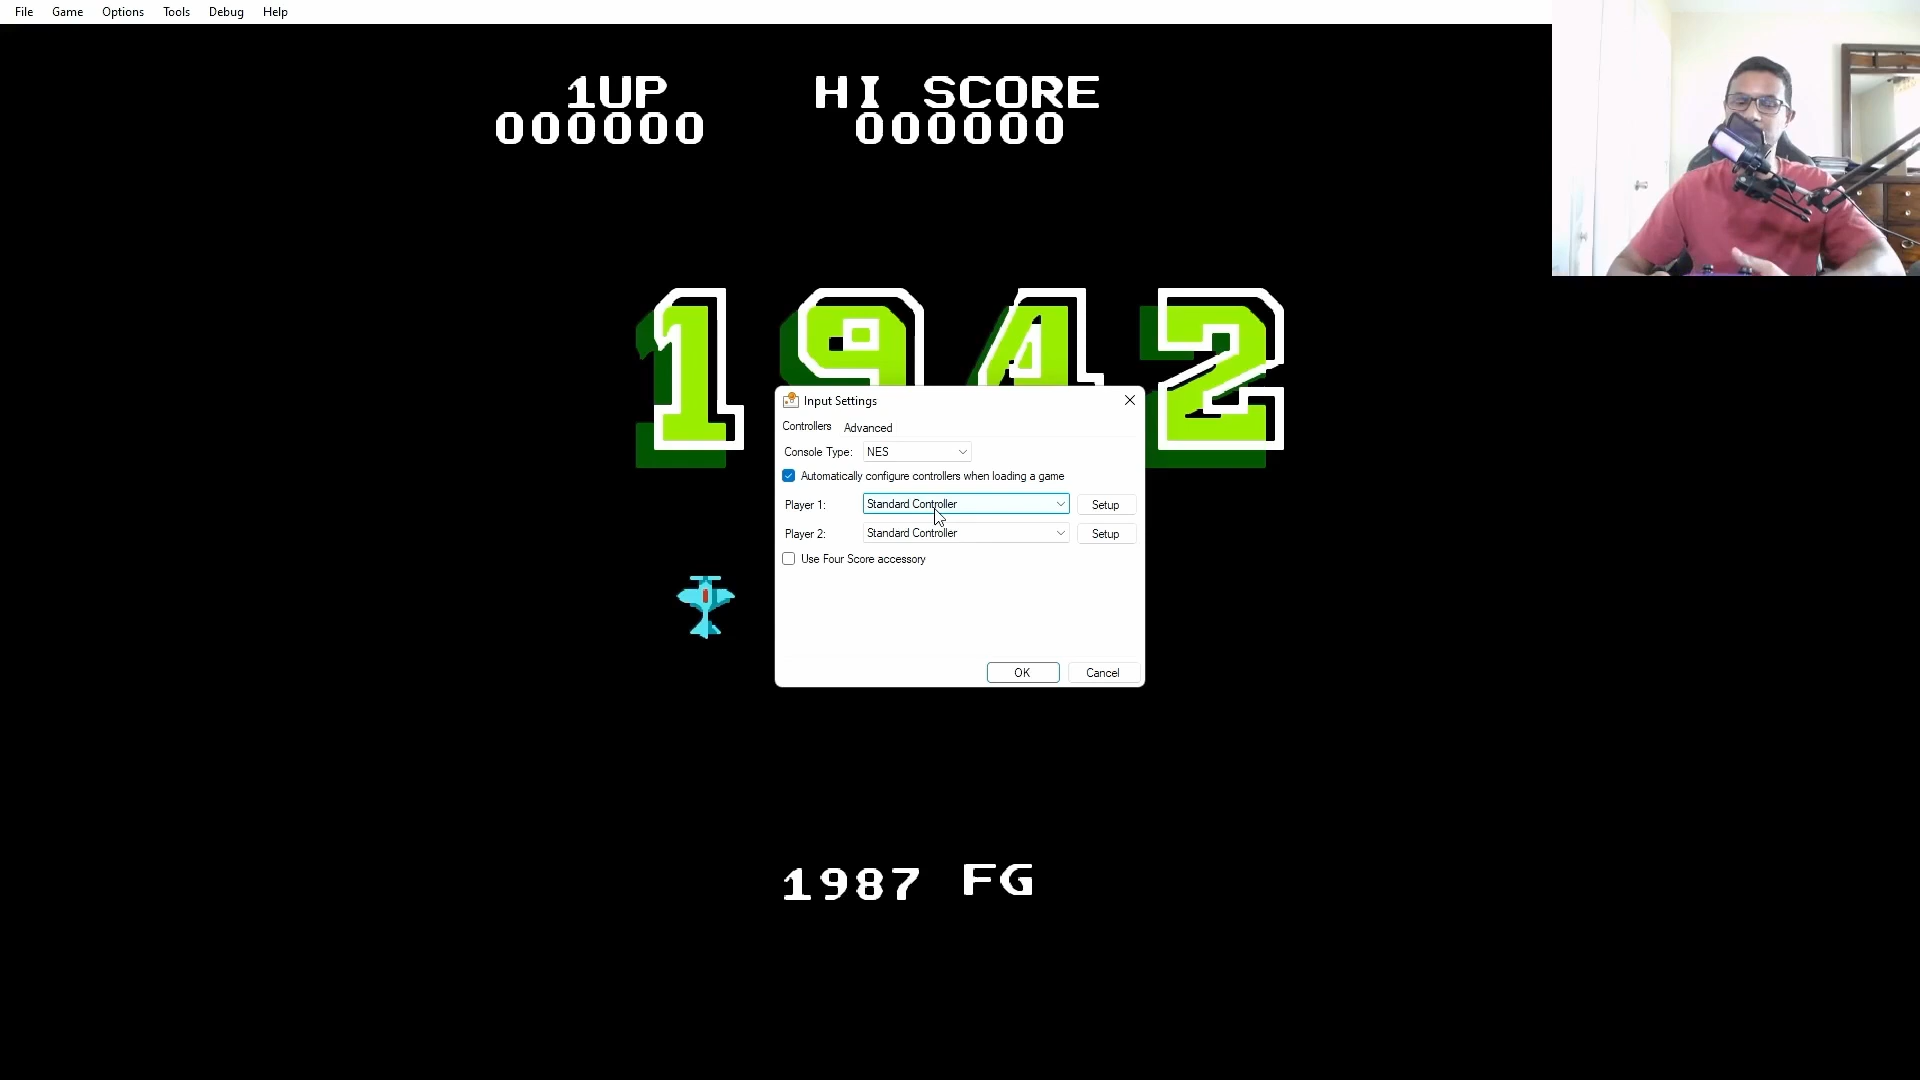 File Game Options Tools Debug Help
1UP HI SCORE
000000 000000
1942
Input Settings
Controllers Advanced
Console Type: NES
Automatically configure controllers when loading a game
Player 1: Standard Controller Setup
Player 2: Standard Controller Setup
Use Four Score accessory
OK Cancel
1987 FG